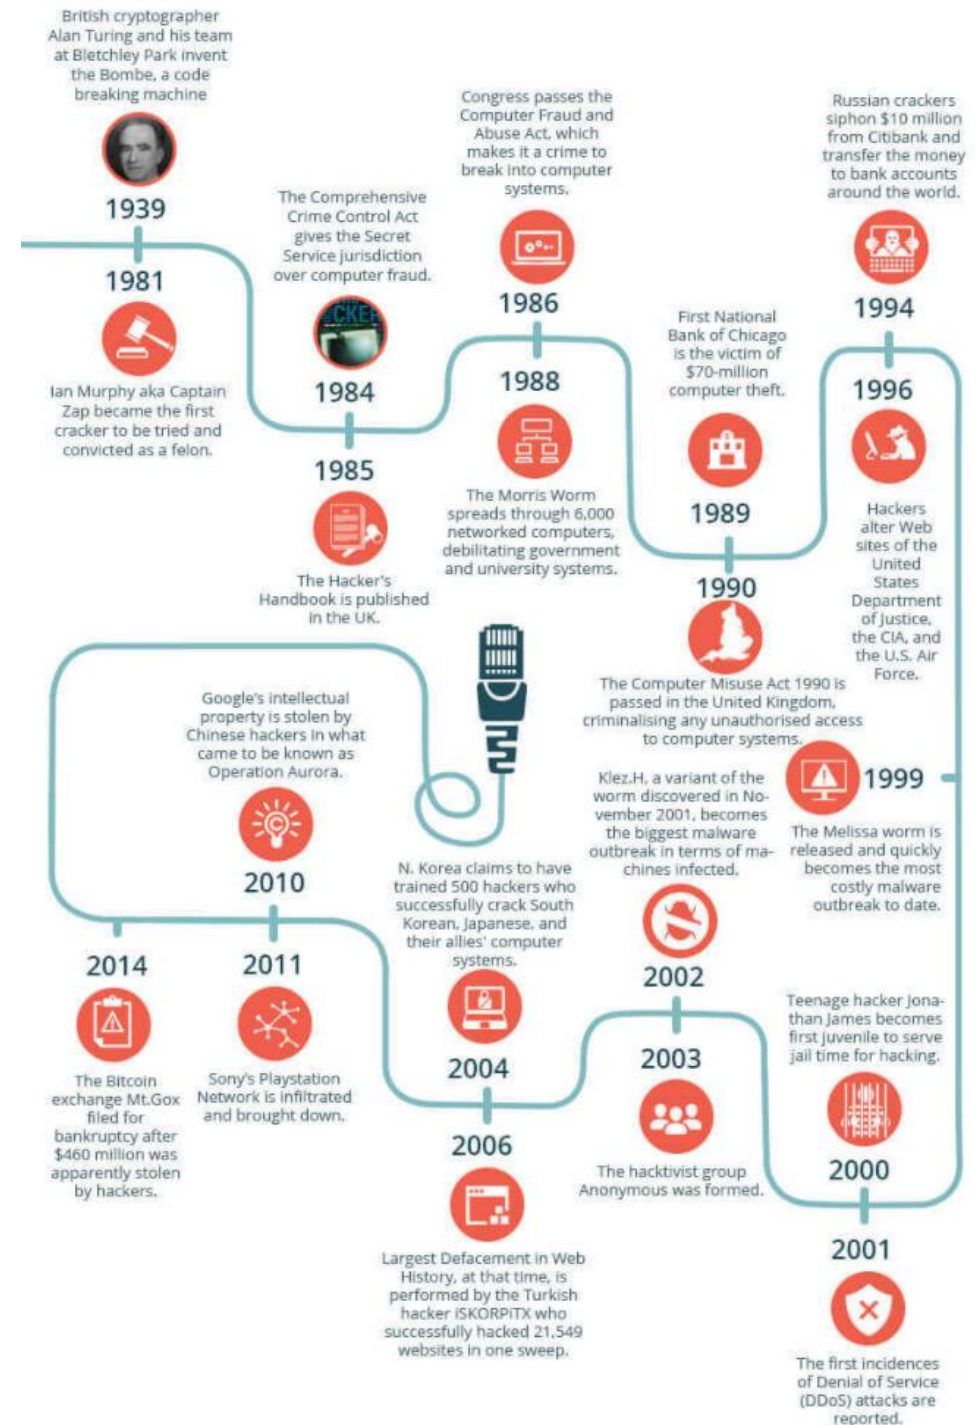 British cryptographer
Alan Turing and his team
at Bletchley Park invent
the Bombe, a code
breaking machine
1939
1981
Ian Murphy aka Captain
Zap became the first
cracker to be tried and
convicted as a felon.
The Comprehensive
Crime Control Act
gives the Secret
Service jurisdiction
over computer fraud.
1984
1985
The Hacker's
Handbook is published
in the UK.
Congress passes the
Computer Fraud and
Abuse Act, which
makes it a crime to
break into computer
systems.
1986
1988
The Morris Worm
spreads through 6,000
networked computers,
debilitating government
and university systems.
First National
Bank of Chicago
is the victim of
$70-million
computer theft.
1989
1990
The Computer Misuse Act 1990 is
passed in the United Kingdom,
criminalising any unauthorised access
to computer systems.
Russian crackers
siphon $10 million
from Citibank and
transfer the money
to bank accounts
around the world.
1994
1996
Hackers
alter Web
sites of the
United
States
Department
of Justice,
the CIA, and
the U.S. Air
Force.
1999
The Melissa worm is
released and quickly
becomes the most
costly malware
outbreak to date.
Teenage hacker Jona-
than James becomes
first juvenile to serve
jail time for hacking.
2000
2001
The first incidences
of Denial of Service
(DDoS) attacks are
reported.
Klez.H, a variant of the
worm discovered in No-
vember 2001, becomes
the biggest malware
outbreak in terms of ma-
chines infected.
2002
2003
The hacktivist group
Anonymous was formed.
N. Korea claims to have
trained 500 hackers who
successfully crack South
Korean, Japanese, and
their allies' computer
systems.
2004
2006
Largest Defacement in Web
History, at that time, is
performed by the Turkish
hacker iSKORPiTX who
successfully hacked 21,549
websites in one sweep.
Google's intellectual
property is stolen by
Chinese hackers in what
came to be known as
Operation Aurora.
2010
2011
Sony's Playstation
Network is infiltrated
and brought down.
2014
The Bitcoin
exchange Mt.Gox
filed for
bankruptcy after
$460 million was
apparently stolen
by hackers.